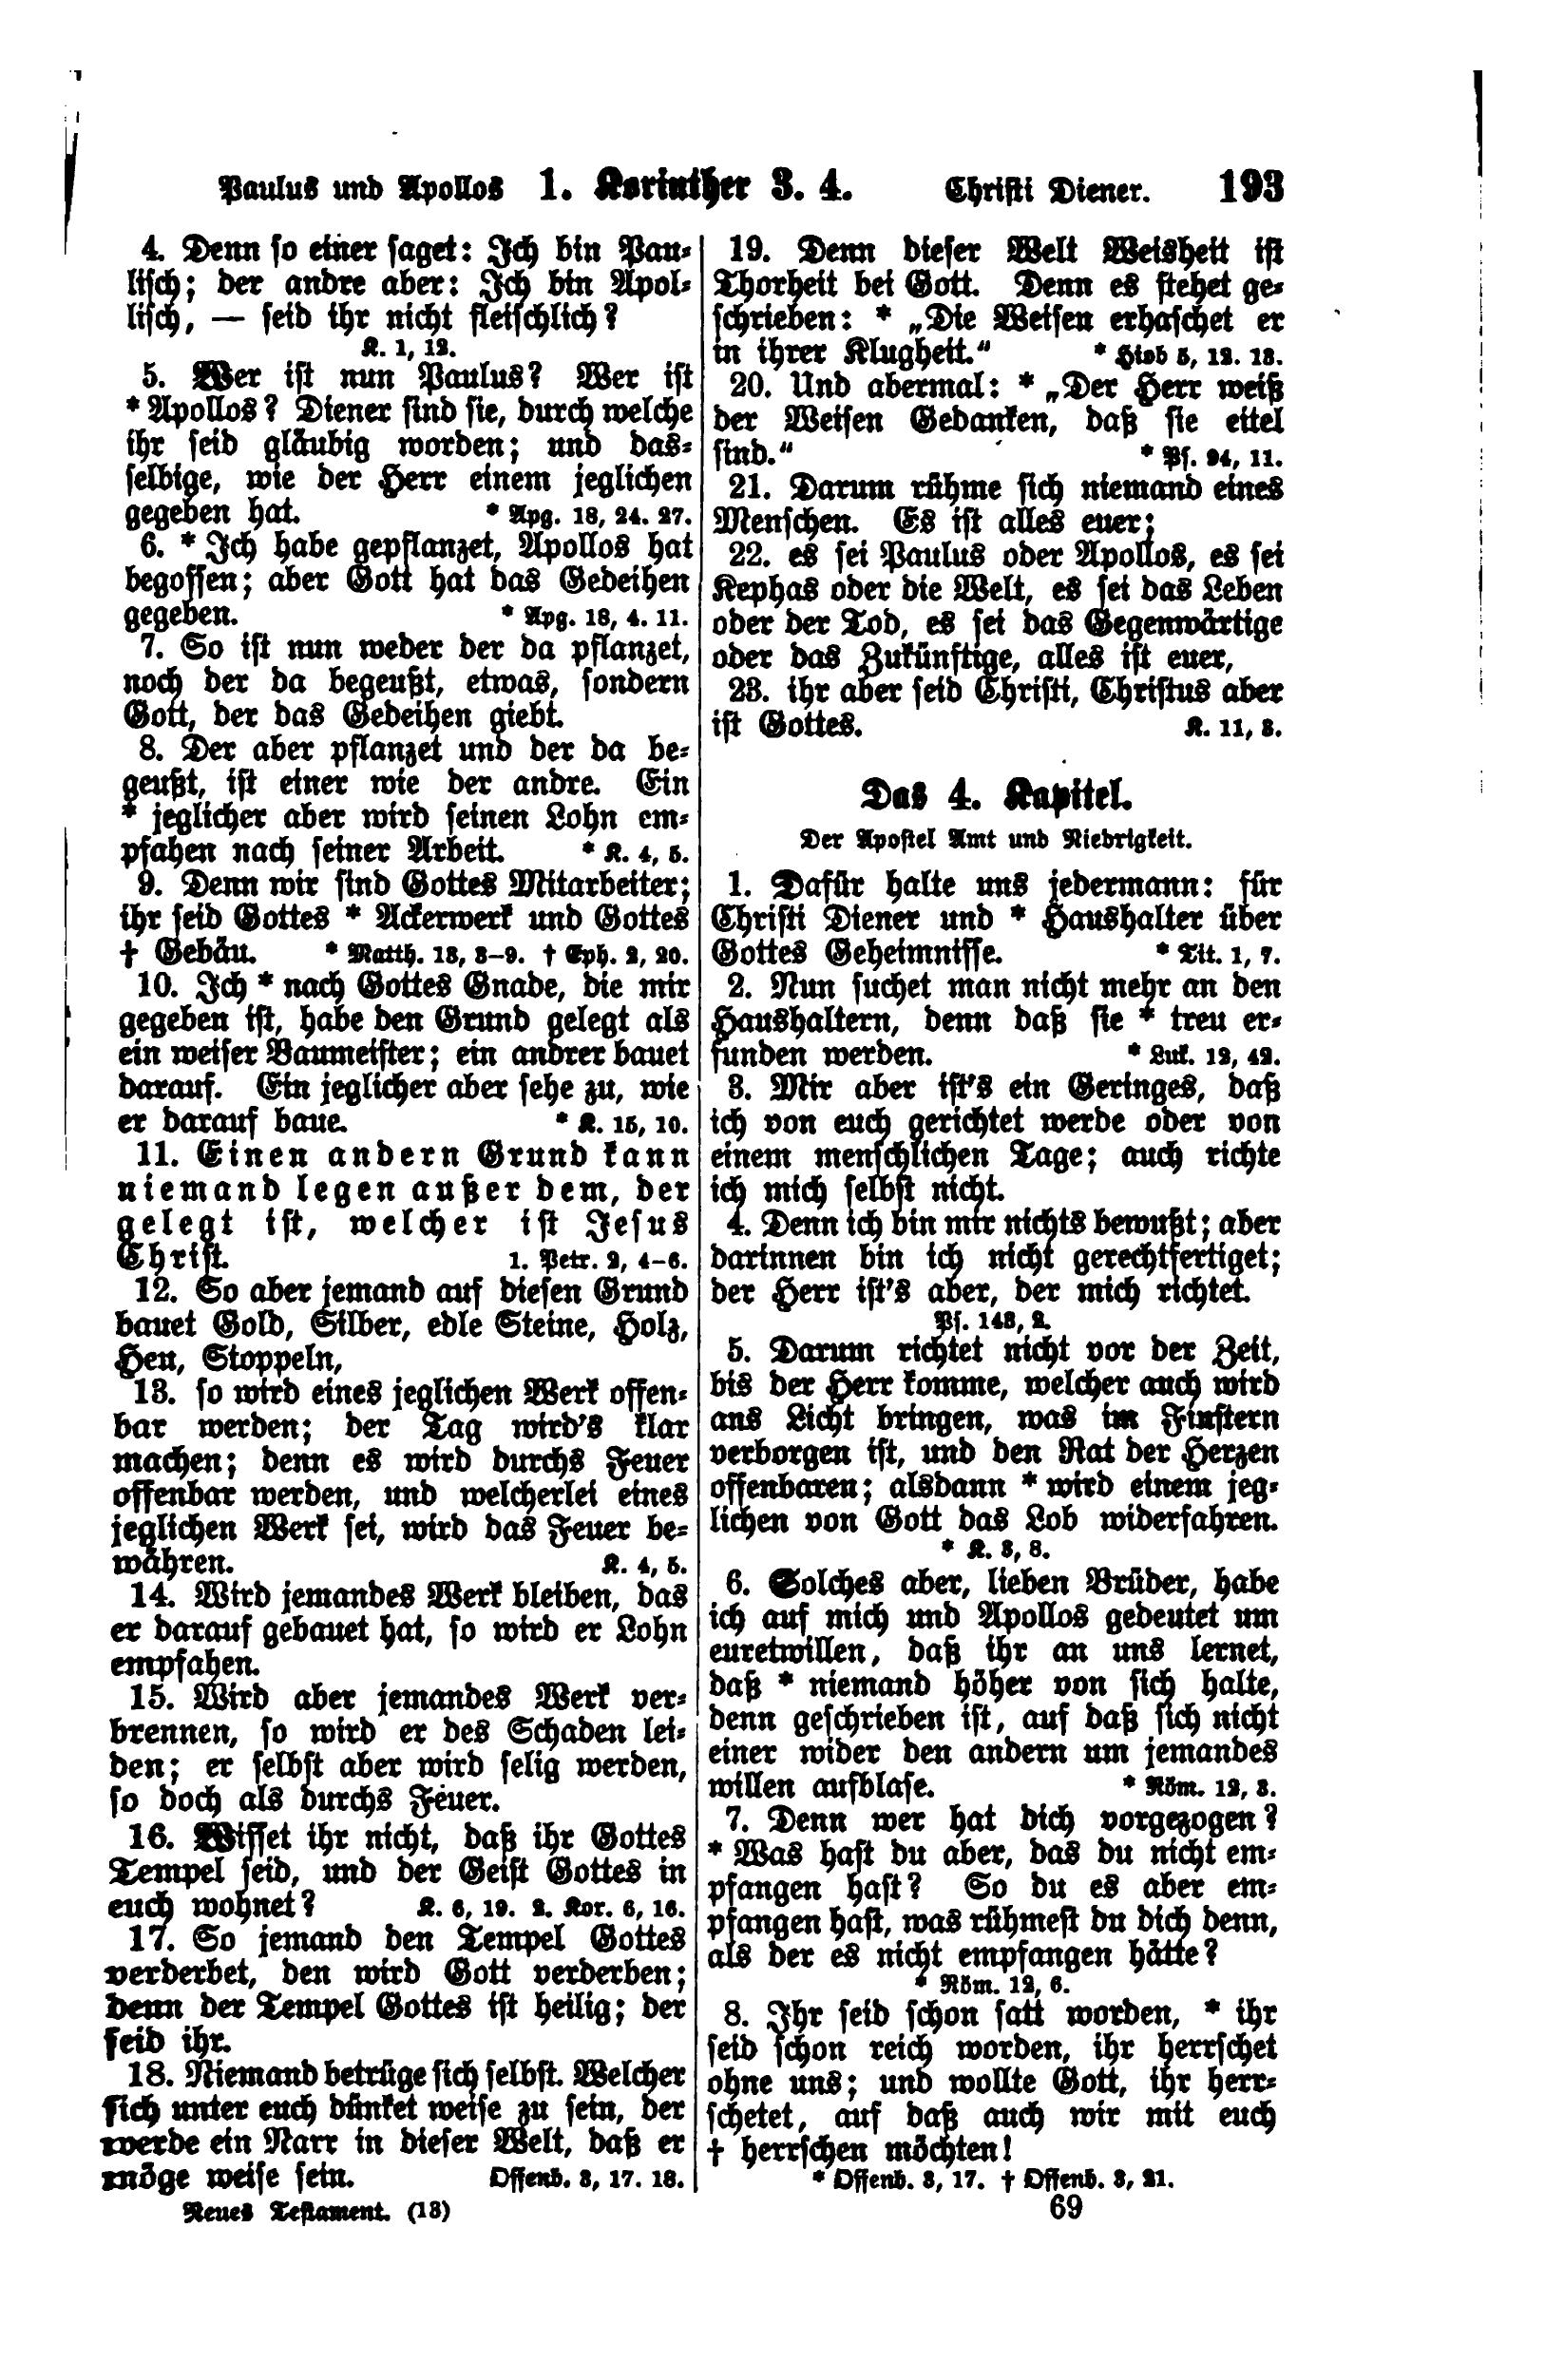 Paulus und Apollos 1. Korinther 3. 4. Christi Diener. 193
4. Denn so einer saget: Ich bin Pau-
lisch; der andre aber: Ich bin Apol-
lisch, — seid ihr nicht fleischlich?
K. 1, 12.
5. Wer ist nun Paulus? Wer ist
* Apollos? Diener sind sie, durch welche
ihr seid gläubig worden; und das-
selbige, wie der Herr einem jeglichen
gegeben hat. * Apg. 18, 24. 27.
6. * Ich habe gepflanzet, Apollos hat
begossen; aber Gott hat das Gedeihen
gegeben. * Apg. 18, 4. 11.
7. So ist nun weder der da pflanzet,
noch der da begeußt, etwas, sondern
Gott, der das Gedeihen giebt.
8. Der aber pflanzet und der da be-
geußt, ist einer wie der andre. Ein
* jeglicher aber wird seinen Lohn em-
pfahen nach seiner Arbeit. * K. 4, 5.
9. Denn wir sind Gottes Mitarbeiter;
ihr seid Gottes * Ackerwerk und Gottes
† Gebäu. * Matth. 13, 3–9. † Eph. 2, 20.
10. Ich * nach Gottes Gnade, die mir
gegeben ist, habe den Grund gelegt als
ein weiser Baumeister; ein andrer bauet
darauf. Ein jeglicher aber sehe zu, wie
er darauf baue. * K. 15, 10.
11. Einen andern Grund kann
niemand legen außer dem, der
gelegt ist, welcher ist Jesus
Christ. 1. Petr. 2, 4–6.
12. So aber jemand auf diesen Grund
bauet Gold, Silber, edle Steine, Holz,
Heu, Stoppeln,
13. so wird eines jeglichen Werk offen-
bar werden; der Tag wird's klar
machen; denn es wird durchs Feuer
offenbar werden, und welcherlei eines
jeglichen Werk sei, wird das Feuer be-
währen. K. 4, 5.
14. Wird jemandes Werk bleiben, das
er darauf gebauet hat, so wird er Lohn
empfahen.
15. Wird aber jemandes Werk ver-
brennen, so wird er des Schaden lei-
den; er selbst aber wird selig werden,
so doch als durchs Feuer.
16. Wisset ihr nicht, daß ihr Gottes
Tempel seid, und der Geist Gottes in
euch wohnet? K. 6, 19. 2. Kor. 6, 16.
17. So jemand den Tempel Gottes
verderbet, den wird Gott verderben;
denn der Tempel Gottes ist heilig; der
seid ihr.
18. Niemand betrüge sich selbst. Welcher
sich unter euch dünket weise zu sein, der
werde ein Narr in dieser Welt, daß er
möge weise sein. Offenb. 3, 17. 18.
Neues Testament. (13)
19. Denn dieser Welt Weisheit ist
Thorheit bei Gott. Denn es stehet ge-
schrieben: * „Die Weisen erhaschet er
in ihrer Klugheit.“ * Hiob 5, 12. 13.
20. Und abermal: * „Der Herr weiß
der Weisen Gedanken, daß sie eitel
sind.“ * Ps. 94, 11.
21. Darum rühme sich niemand eines
Menschen. Es ist alles euer;
22. es sei Paulus oder Apollos, es sei
Kephas oder die Welt, es sei das Leben
oder der Tod, es sei das Gegenwärtige
oder das Zukünftige, alles ist euer,
23. ihr aber seid Christi, Christus aber
ist Gottes. K. 11, 3.
Das 4. Kapitel.
Der Apostel Amt und Niedrigkeit.
1. Dafür halte uns jedermann: für
Christi Diener und * Haushalter über
Gottes Geheimnisse. * Tit. 1, 7.
2. Nun suchet man nicht mehr an den
Haushaltern, denn daß sie * treu er-
funden werden. * Luk. 12, 42.
3. Mir aber ist's ein Geringes, daß
ich von euch gerichtet werde oder von
einem menschlichen Tage; auch richte
ich mich selbst nicht.
4. Denn ich bin mir nichts bewußt; aber
darinnen bin ich nicht gerechtfertiget;
der Herr ist's aber, der mich richtet.
Ps. 143, 2.
5. Darum richtet nicht vor der Zeit,
bis der Herr komme, welcher auch wird
ans Licht bringen, was im Finstern
verborgen ist, und den Rat der Herzen
offenbaren; alsdann * wird einem jeg-
lichen von Gott das Lob widerfahren.
* K. 3, 8.
6. Solches aber, lieben Brüder, habe
ich auf mich und Apollos gedeutet um
euretwillen, daß ihr an uns lernet,
daß * niemand höher von sich halte,
denn geschrieben ist, auf daß sich nicht
einer wider den andern um jemandes
willen aufblase. * Röm. 12, 3.
7. Denn wer hat dich vorgezogen?
* Was hast du aber, das du nicht em-
pfangen hast? So du es aber em-
pfangen hast, was rühmest du dich denn,
als der es nicht empfangen hätte?
* Röm. 12, 6.
8. Ihr seid schon satt worden, * ihr
seid schon reich worden, ihr herrschet
ohne uns; und wollte Gott, ihr herr-
schetet, auf daß auch wir mit euch
† herrschen möchten!
* Offenb. 3, 17. † Offenb. 3, 21.
69